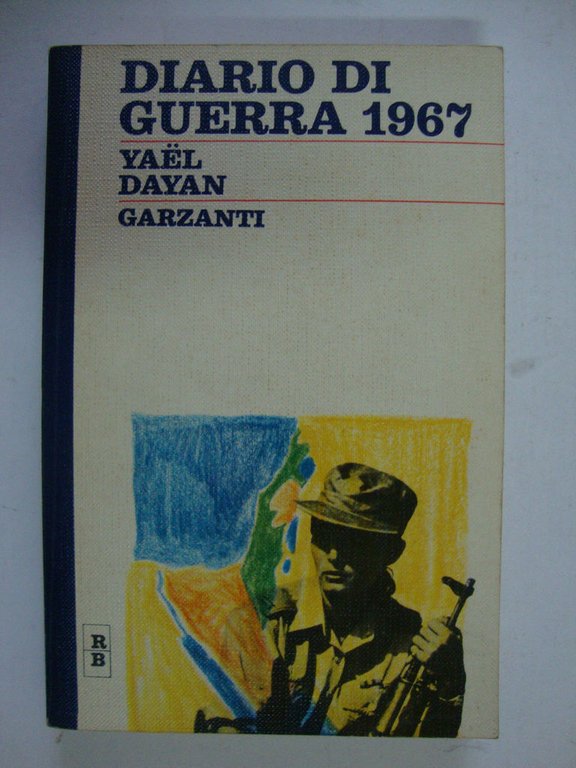 DIARIO DI
GUERRA 1967
YAËL
DAYAN
GARZANTI
R
B